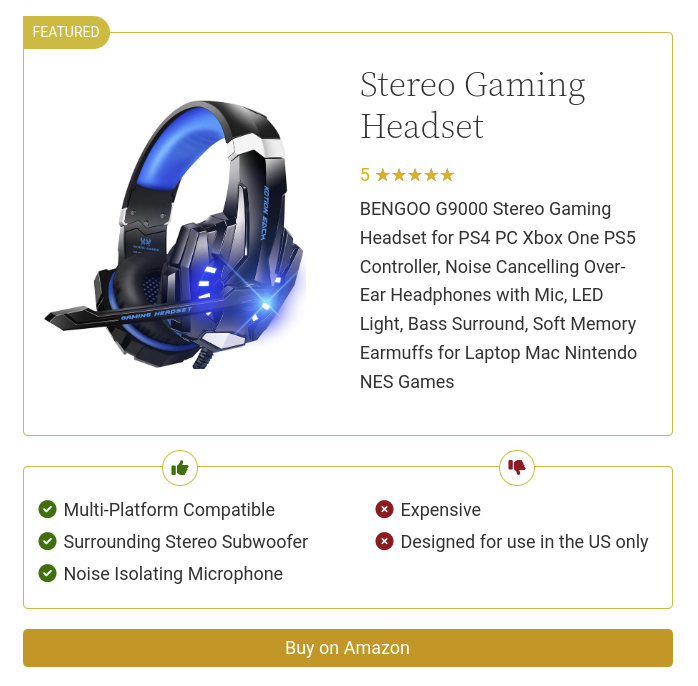 FEATURED
Stereo Gaming
Headset
5 ★★★★★
BENGOO G9000 Stereo Gaming
Headset for PS4 PC Xbox One PS5
Controller, Noise Cancelling Over-
Ear Headphones with Mic, LED
Light, Bass Surround, Soft Memory
Earmuffs for Laptop Mac Nintendo
NES Games
KOTION EACH
GAMING HEADSET
Multi-Platform Compatible
Surrounding Stereo Subwoofer
Noise Isolating Microphone
Expensive
Designed for use in the US only
Buy on Amazon